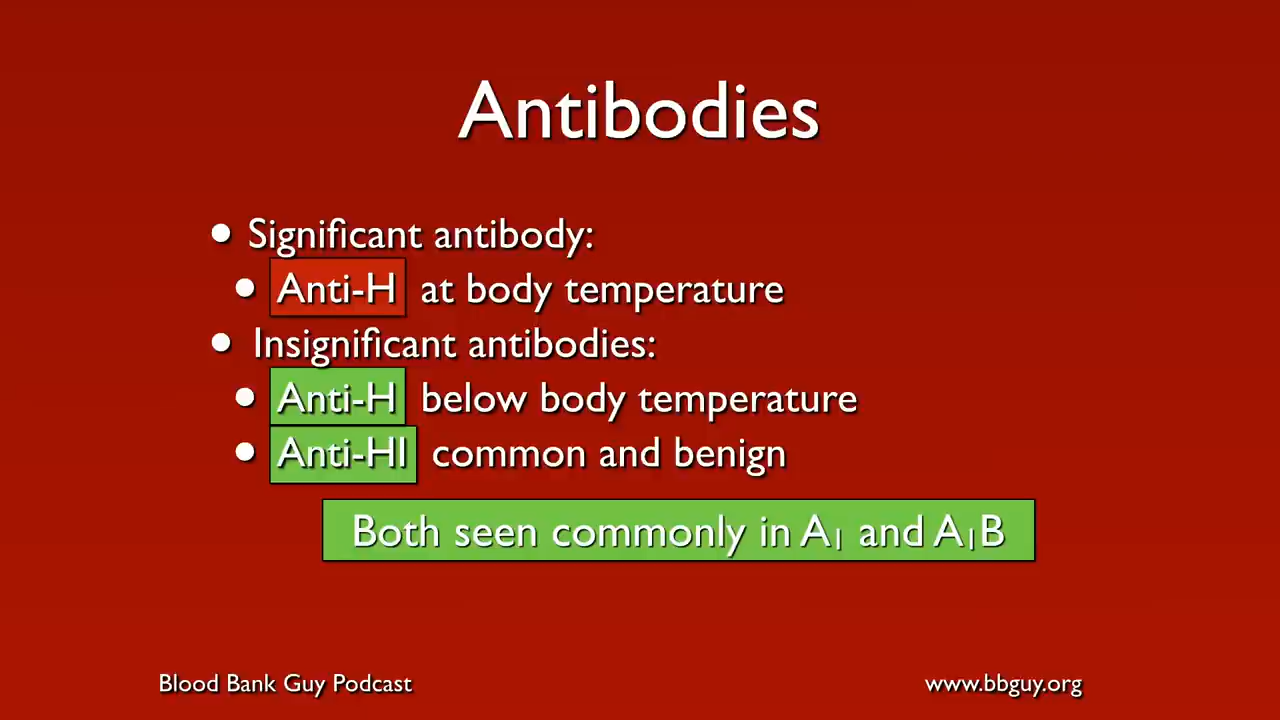 Antibodies
• Significant antibody:
• Anti-H at body temperature
• Insignificant antibodies:
• Anti-H below body temperature
• Anti-HI common and benign
Both seen commonly in A₁ and A₁B
Blood Bank Guy Podcast
www.bbguy.org